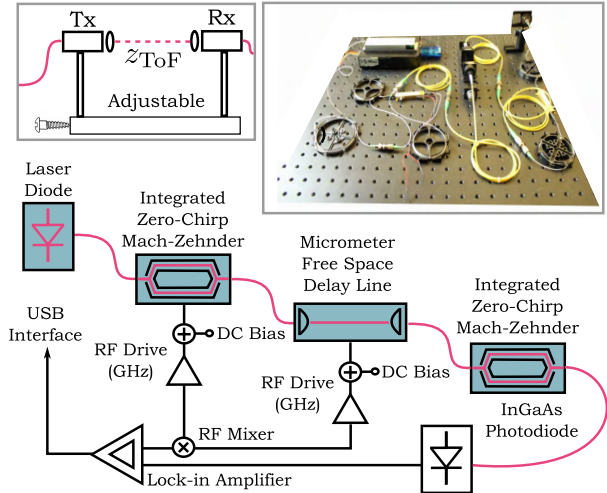 Tx
Rx
zToF
Adjustable
Laser
Diode
Integrated
Zero-Chirp
Mach-Zehnder
Micrometer
Free Space
Delay Line
Integrated
Zero-Chirp
Mach-Zehnder
USB
Interface
DC Bias
RF Drive
(GHz)
DC Bias
RF Drive
(GHz)
InGaAs
Photodiode
RF Mixer
Lock-in Amplifier